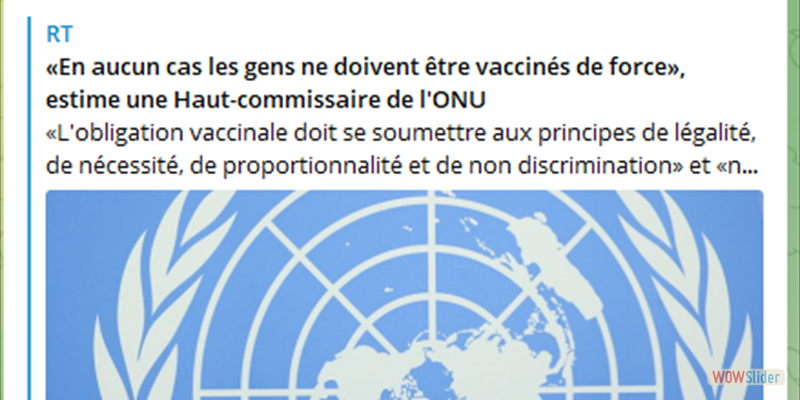 RT
«En aucun cas les gens ne doivent être vaccinés de force»,
estime une Haut-commissaire de l'ONU
«L'obligation vaccinale doit se soumettre aux principes de légalité,
de nécessité, de proportionnalité et de non discrimination» et «n...
WOWSlider